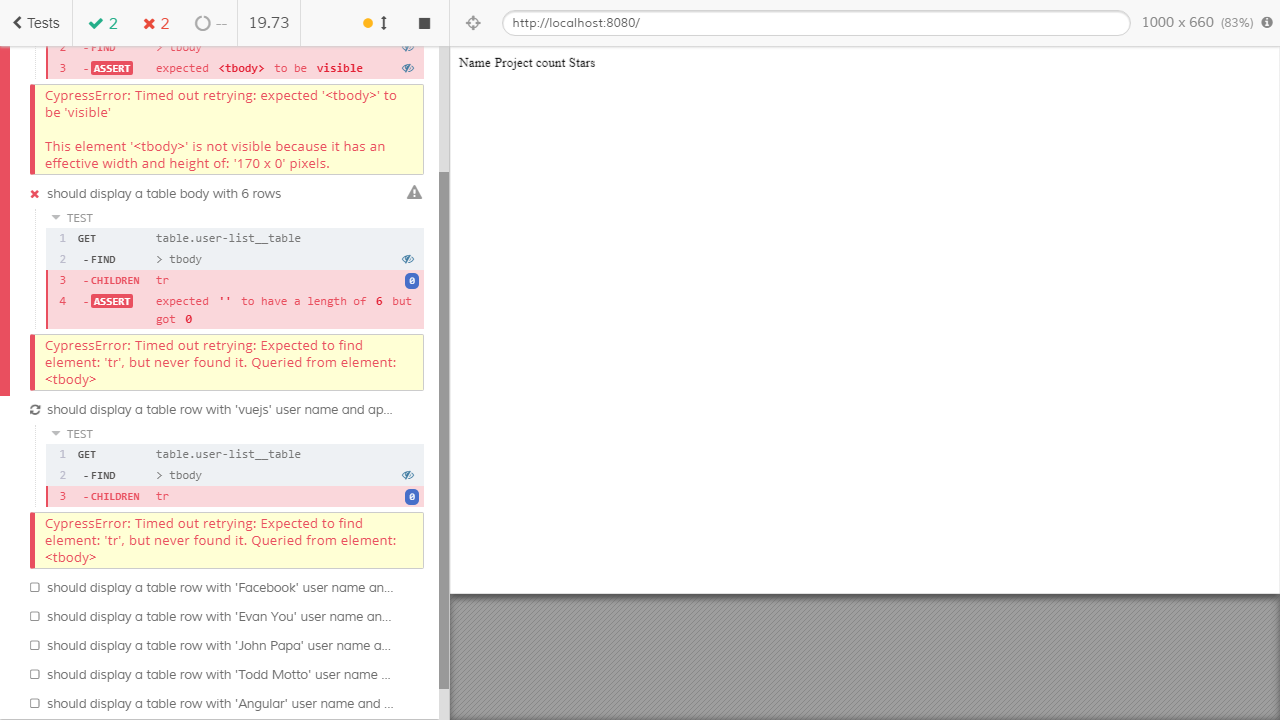 Tests 2 2 -- 19.73
http://localhost:8080/ 1000 x 660 (83%)
2 -FIND > tbody
3 -ASSERT expected <tbody> to be visible
CypressError: Timed out retrying: expected '<tbody>' to
be 'visible'
This element '<tbody>' is not visible because it has an
effective width and height of: '170 x 0' pixels.
should display a table body with 6 rows
TEST
1 GET table.user-list__table
2 -FIND > tbody
3 -CHILDREN tr 0
4 -ASSERT expected '' to have a length of 6 but
got 0
CypressError: Timed out retrying: Expected to find
element: 'tr', but never found it. Queried from element:
<tbody>
should display a table row with 'vuejs' user name and ap...
TEST
1 GET table.user-list__table
2 -FIND > tbody
3 -CHILDREN tr 0
CypressError: Timed out retrying: Expected to find
element: 'tr', but never found it. Queried from element:
<tbody>
should display a table row with 'Facebook' user name an...
should display a table row with 'Evan You' user name an...
should display a table row with 'John Papa' user name a...
should display a table row with 'Todd Motto' user name ...
should display a table row with 'Angular' user name and ...
Name Project count Stars